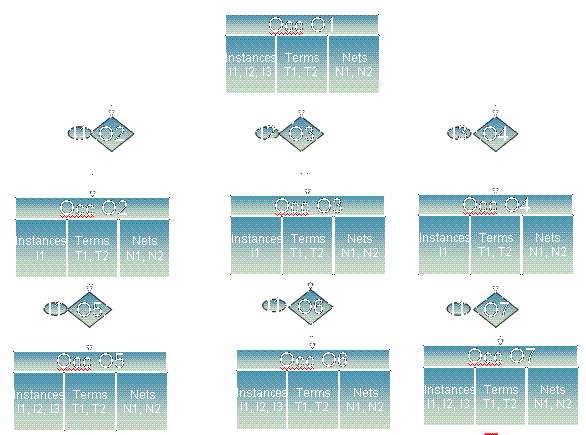 Occ O1
Instances Terms Nets
I1, I2, I3 T1, T2 N1, N2
I1 O2 I2 O3 I3 O4
Occ O2 Occ O3 Occ O4
Instances Terms Nets Instances Terms Nets Instances Terms Nets
I1 T1, T2 N1, N2 I1 T1, T2 N1, N2 I1 T1, T2 N1, N2
I1 O5 I1 O6 I1 O7
Occ O5 Occ O6 Occ O7
Instances Terms Nets Instances Terms Nets Instances Terms Nets
I1, I2, I3 T1, T2 N1, N2 I1, I2, I3 T1, T2 N1, N2 I1, I2, I3 T1, T2 N1, N2